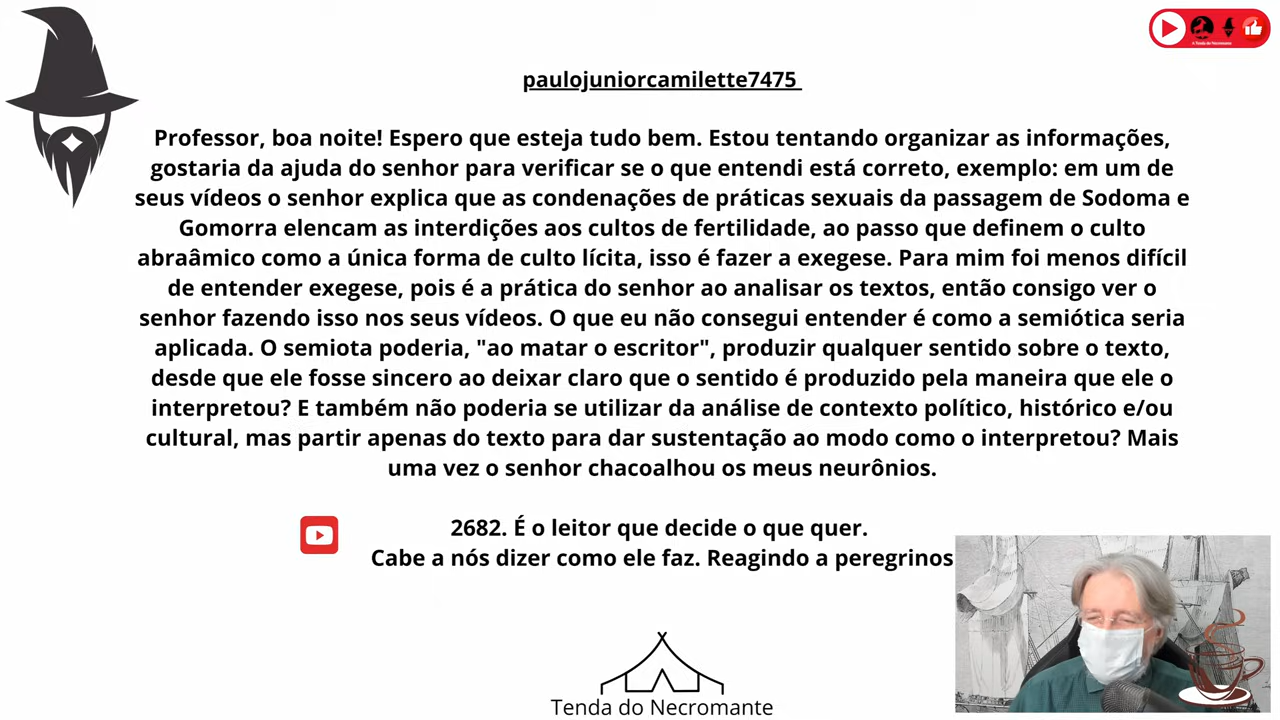 paulojuniorcamilette7475
Professor, boa noite! Espero que esteja tudo bem. Estou tentando organizar as informações,
gostaria da ajuda do senhor para verificar se o que entendi está correto, exemplo: em um de
seus vídeos o senhor explica que as condenações de práticas sexuais da passagem de Sodoma e
Gomorra elencam as interdições aos cultos de fertilidade, ao passo que definem o culto
abraâmico como a única forma de culto lícita, isso é fazer a exegese. Para mim foi menos difícil
de entender exegese, pois é a prática do senhor ao analisar os textos, então consigo ver o
senhor fazendo isso nos seus vídeos. O que eu não consegui entender é como a semiótica seria
aplicada. O semiota poderia, "ao matar o escritor", produzir qualquer sentido sobre o texto,
desde que ele fosse sincero ao deixar claro que o sentido é produzido pela maneira que ele o
interpretou? E também não poderia se utilizar da análise de contexto político, histórico e/ou
cultural, mas partir apenas do texto para dar sustentação ao modo como o interpretou? Mais
uma vez o senhor chacoalhou os meus neurônios.
2682. É o leitor que decide o que quer.
Cabe a nós dizer como ele faz. Reagindo a peregrinos
Tenda do Necromante